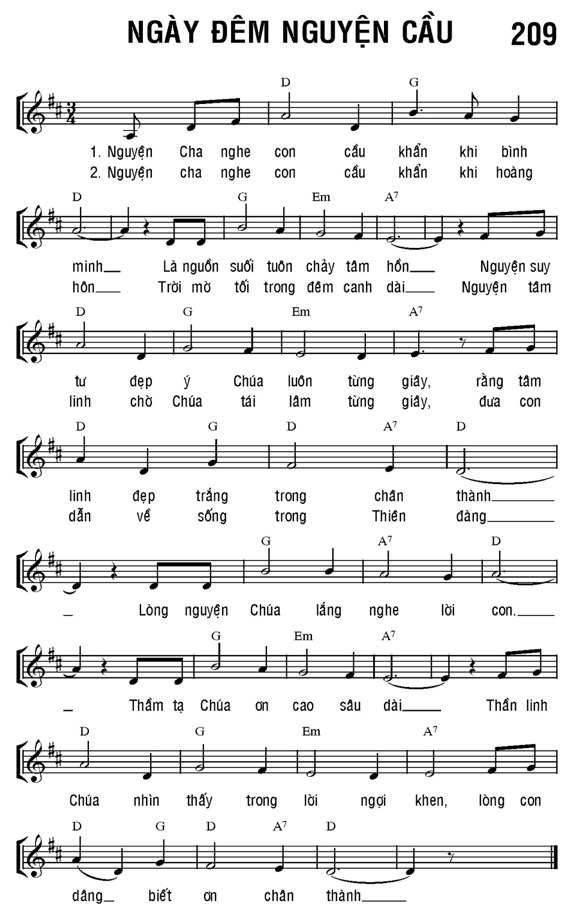 NGÀY ĐÊM NGUYỆN CẦU 209
D G
3/4
1. Nguyện Cha nghe con cầu khẩn khi bình
2. Nguyện cha nghe con cầu khẩn khi hoàng
D G Em A7
minh Là nguồn suối tuôn chảy tâm hồn Nguyện suy
hôn Trời mờ tối trong đêm canh dài Nguyện tâm
D G Em A7
tư đẹp ý Chúa luôn từng giây, rằng tâm
linh chờ Chúa tái lâm từng giây, đưa con
D G D A7 D
linh đẹp trắng trong chân thành
dẫn về sống trong Thiên đàng
G A7 D
Lòng nguyện Chúa lắng nghe lời con.
G Em A7
Thầm tạ Chúa ơn cao sâu dài Thần linh
D G Em A7
Chúa nhìn thấy trong lời ngợi khen, lòng con
D G D A7 D
dâng biết ơn chân thành